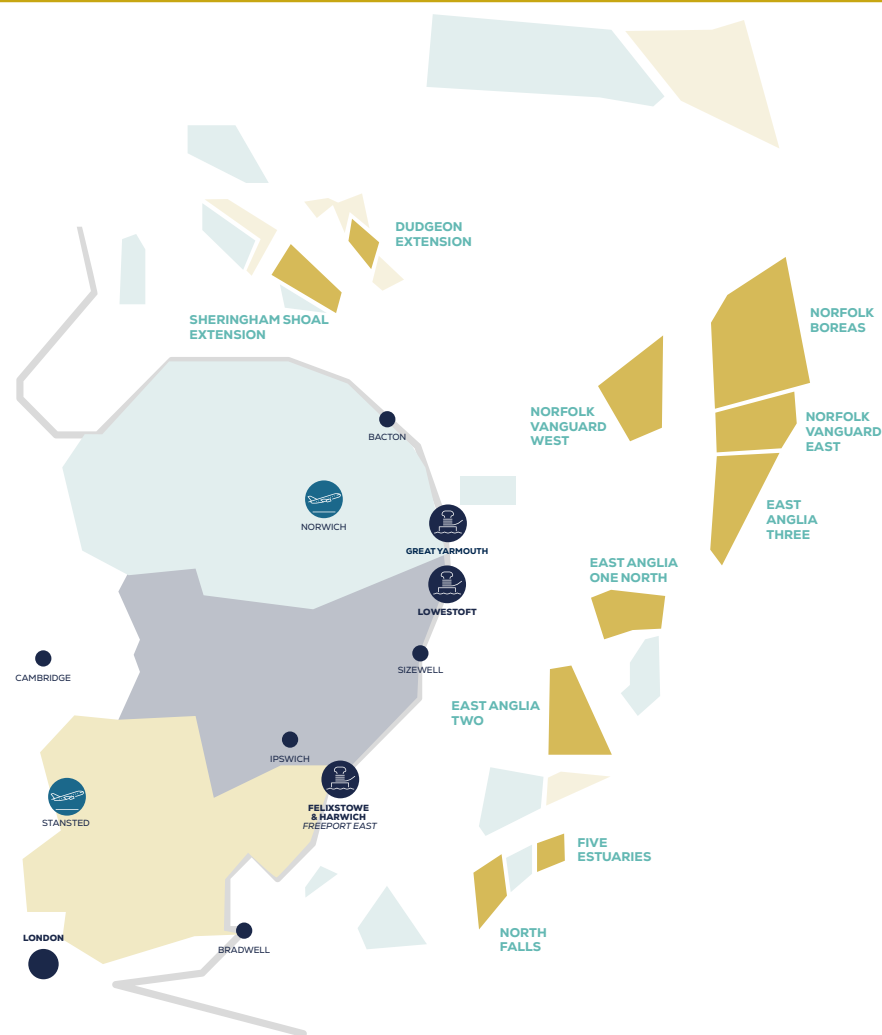 DUDGEON
EXTENSION
SHERINGHAM SHOAL
EXTENSION
NORFOLK
BOREAS
NORFOLK
VANGUARD
WEST
NORFOLK
VANGUARD
EAST
BACTON
NORWICH
EAST
ANGLIA
THREE
GREAT YARMOUTH
EAST ANGLIA
ONE NORTH
LOWESTOFT
SIZEWELL
CAMBRIDGE
EAST ANGLIA
TWO
IPSWICH
STANSTED
FELIXSTOWE
& HARWICH
FREEPORT EAST
FIVE
ESTUARIES
NORTH
FALLS
LONDON
BRADWELL